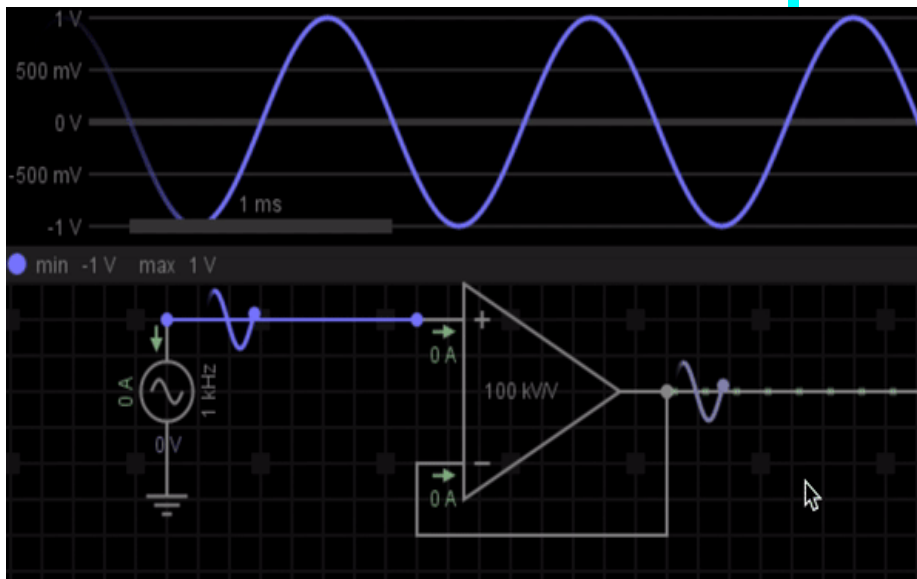 1 V
500 mV
0 V
-500 mV
1 ms
-1 V
min -1 V max 1 V
+
0 A
0 A
1 kHz
100 kV/V
0 V
−
0 A